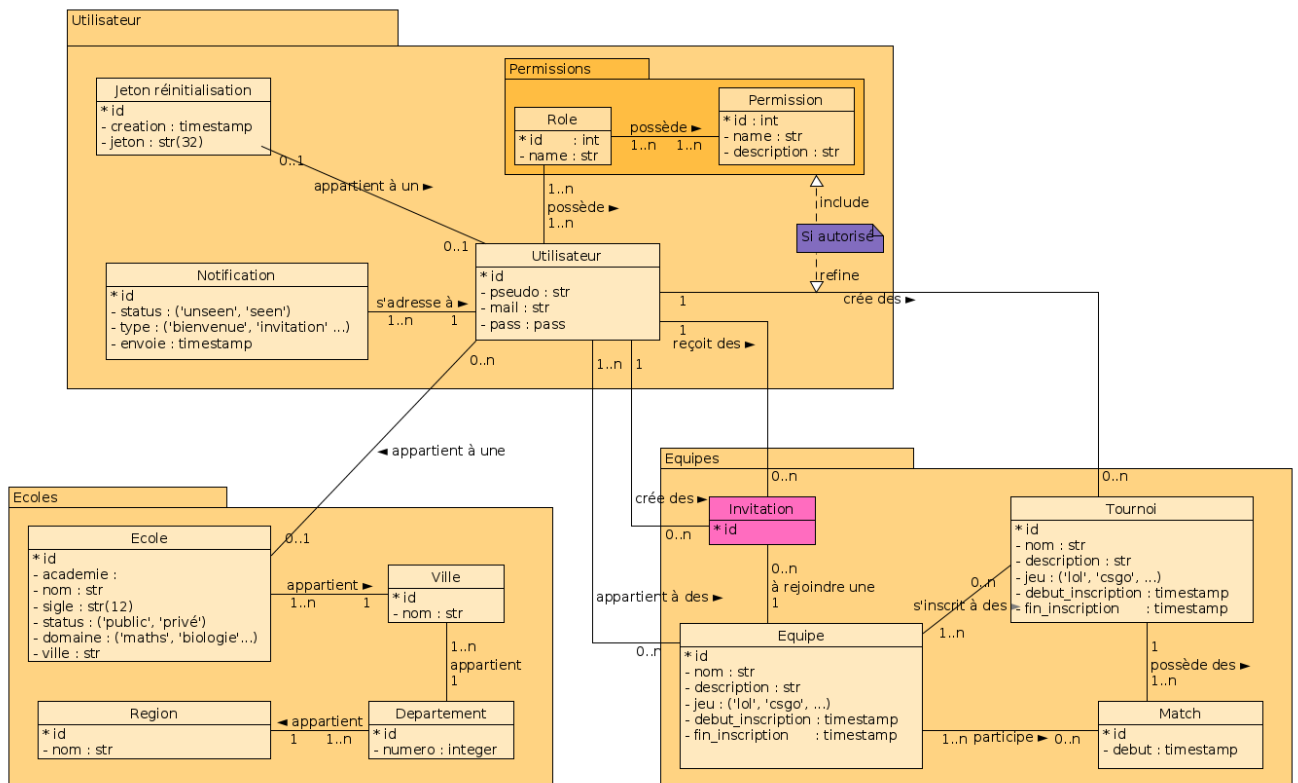 Utilisateur
Permissions
Jeton réinitialisation
* id
- creation : timestamp
- jeton : str(32)
Role
* id : int
- name : str
possède ►
1..n 1..n
Permission
* id : int
- name : str
- description : str
0..1
appartient à un ►
0..1
1..n
possède ►
1..n
include
Si autorisé
refine
Notification
* id
- status : ('unseen', 'seen')
- type : ('bienvenue', 'invitation' ...)
- envoie : timestamp
s'adresse à ►
1..n 1
Utilisateur
* id
- pseudo : str
- mail : str
- pass : pass
1
crée des ►
1
reçoit des ►
0..n
1..n
1
◄ appartient à une
Equipes
0..n
0..n
crée des ►
0..n
Invitation
* id
Tournoi
* id
- nom : str
- description : str
- jeu : ('lol', 'csgo', ...)
- debut_inscription : timestamp
- fin_inscription : timestamp
Ecoles
Ecole
* id
- academie :
- nom : str
- sigle : str(12)
- status : ('public', 'privé')
- domaine : ('maths', 'biologie'...)
- ville : str
0..1
appartient ►
1..n 1
Ville
* id
- nom : str
1..n
appartient
1
0..n
à rejoindre une
1
appartient à des ►
0..n
0..n
s'inscrit à des ►
1..n
Equipe
* id
- nom : str
- description : str
- jeu : ('lol', 'csgo', ...)
- debut_inscription : timestamp
- fin_inscription : timestamp
1
possède des ►
1..n
Region
* id
- nom : str
◄ appartient
1 1..n
Departement
* id
- numero : integer
1..n participe ► 0..n
Match
* id
- debut : timestamp